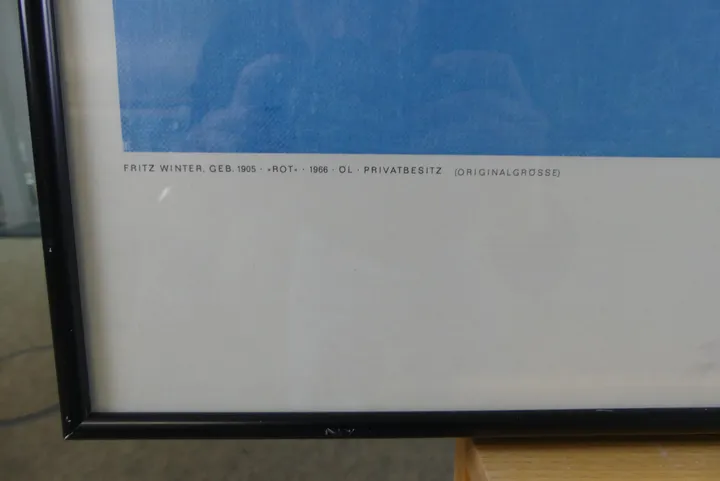 FRITZ WINTER, GEB. 1905 · »ROT« · 1966 · ÖL · PRIVATBESITZ (ORIGINALGRÖSSE)